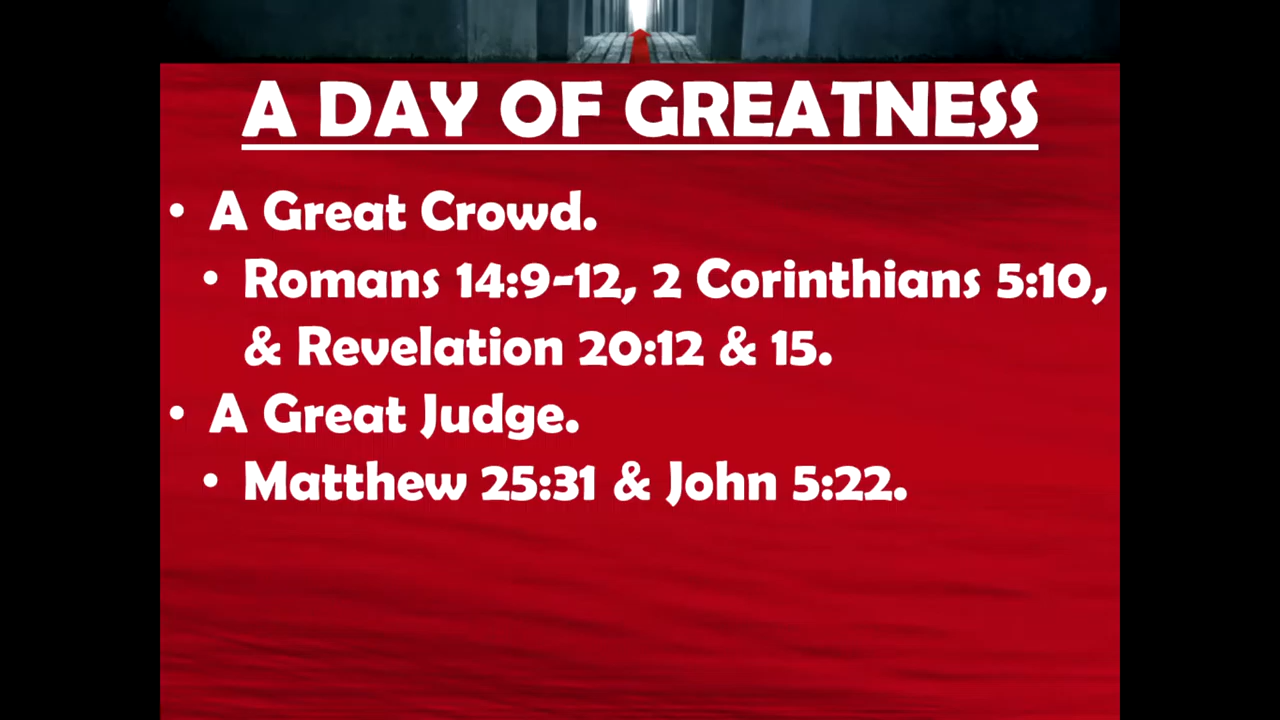 A DAY OF GREATNESS
• A Great Crowd.
• Romans 14:9-12, 2 Corinthians 5:10,
& Revelation 20:12 & 15.
• A Great Judge.
• Matthew 25:31 & John 5:22.